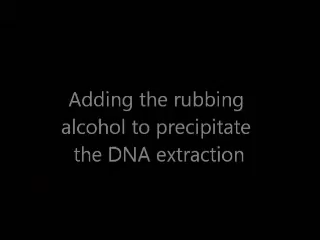 Adding the rubbing
alcohol to precipitate
the DNA extraction